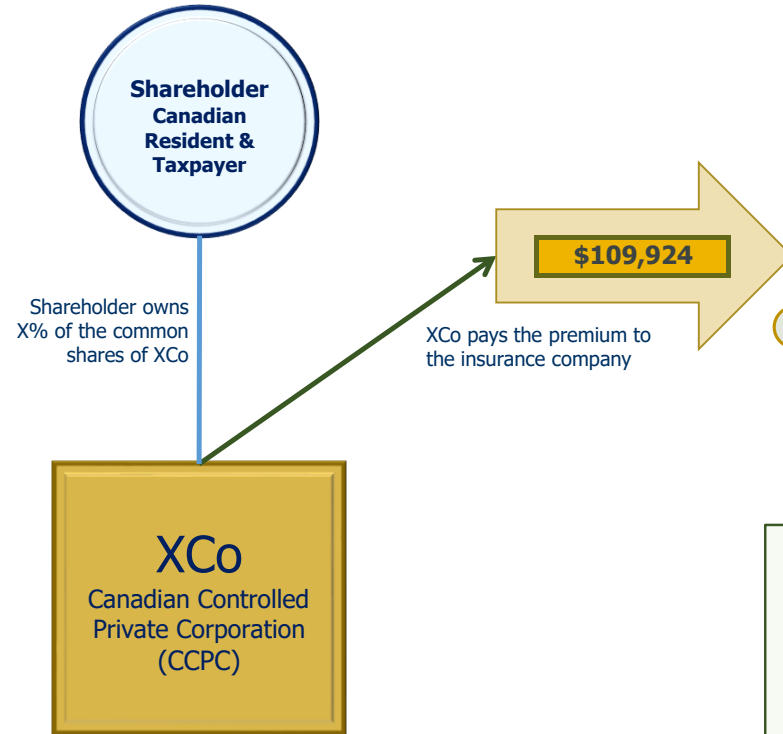 Shareholder
Canadian
Resident &
Taxpayer
$109,924
Shareholder owns
X% of the common
shares of XCo
XCo pays the premium to
the insurance company
XCo
Canadian Controlled
Private Corporation
(CCPC)